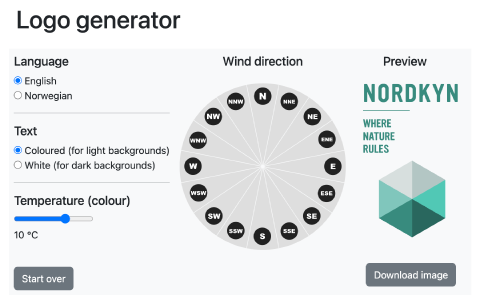 Logo generator
Language
English
Norwegian
Text
Coloured (for light backgrounds)
White (for dark backgrounds)
Temperature (colour)
10 °C
Start over
Wind direction
N
NNE
NE
ENE
E
ESE
SE
SSE
S
SSW
SW
WSW
W
WNW
NW
NNW
Preview
NORDKYN
WHERE
NATURE
RULES
Download image